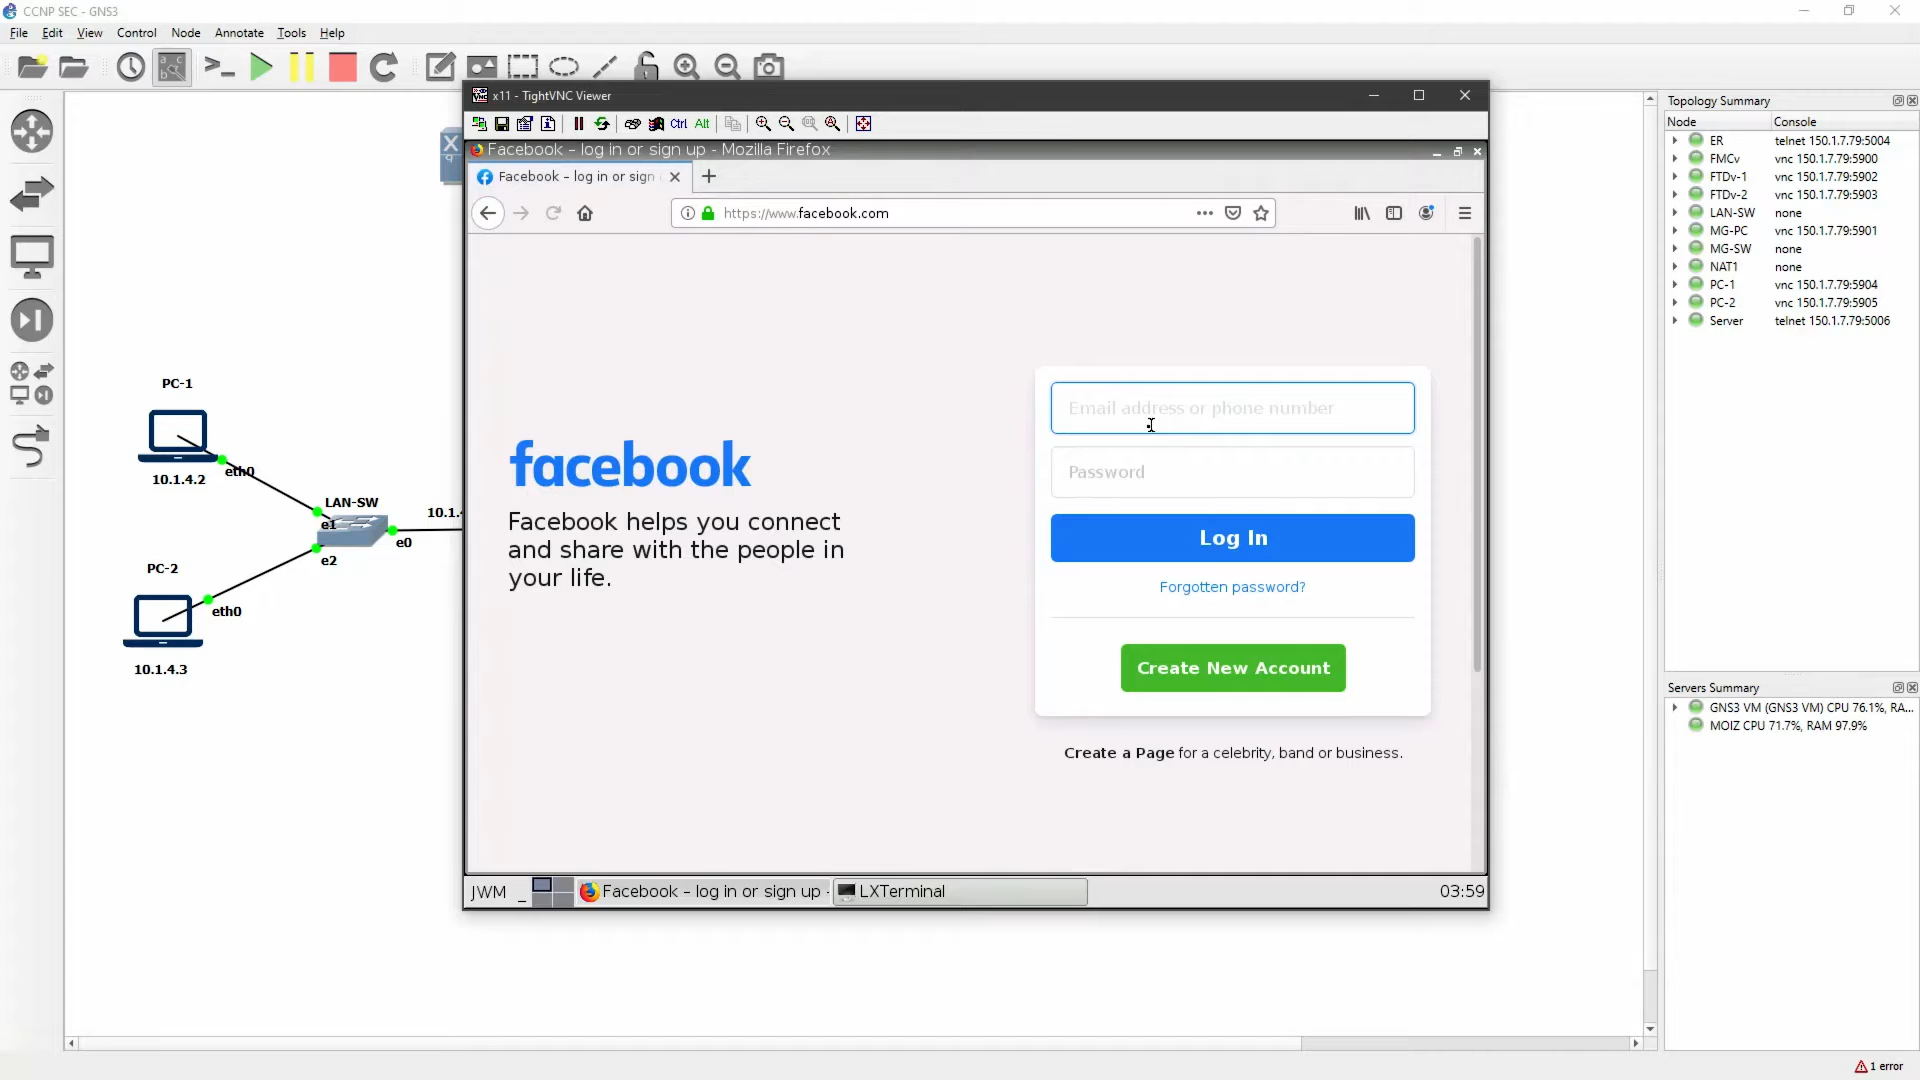 CCNP SEC - GNS3
File Edit View Control Node Annotate Tools Help
x11 - TightVNC Viewer
Ctrl Alt
Facebook – log in or sign up - Mozilla Firefox
Facebook – log in or sign
https://www.facebook.com
Email address or phone number
Password
Log In
Forgotten password?
Create New Account
Create a Page for a celebrity, band or business.
facebook
Facebook helps you connect
and share with the people in
your life.
JWM
Facebook – log in or sign up -
LXTerminal
03:59
PC-1
eth0
10.1.4.2
LAN-SW
e1
10.1.4
e0
e2
PC-2
eth0
10.1.4.3
Topology Summary
Node Console
ER telnet 150.1.7.79:5004
FMCv vnc 150.1.7.79:5900
FTDv-1 vnc 150.1.7.79:5902
FTDv-2 vnc 150.1.7.79:5903
LAN-SW none
MG-PC vnc 150.1.7.79:5901
MG-SW none
NAT1 none
PC-1 vnc 150.1.7.79:5904
PC-2 vnc 150.1.7.79:5905
Server telnet 150.1.7.79:5006
Servers Summary
GNS3 VM (GNS3 VM) CPU 76.1%, RA...
MOIZ CPU 71.7%, RAM 97.9%
1 error